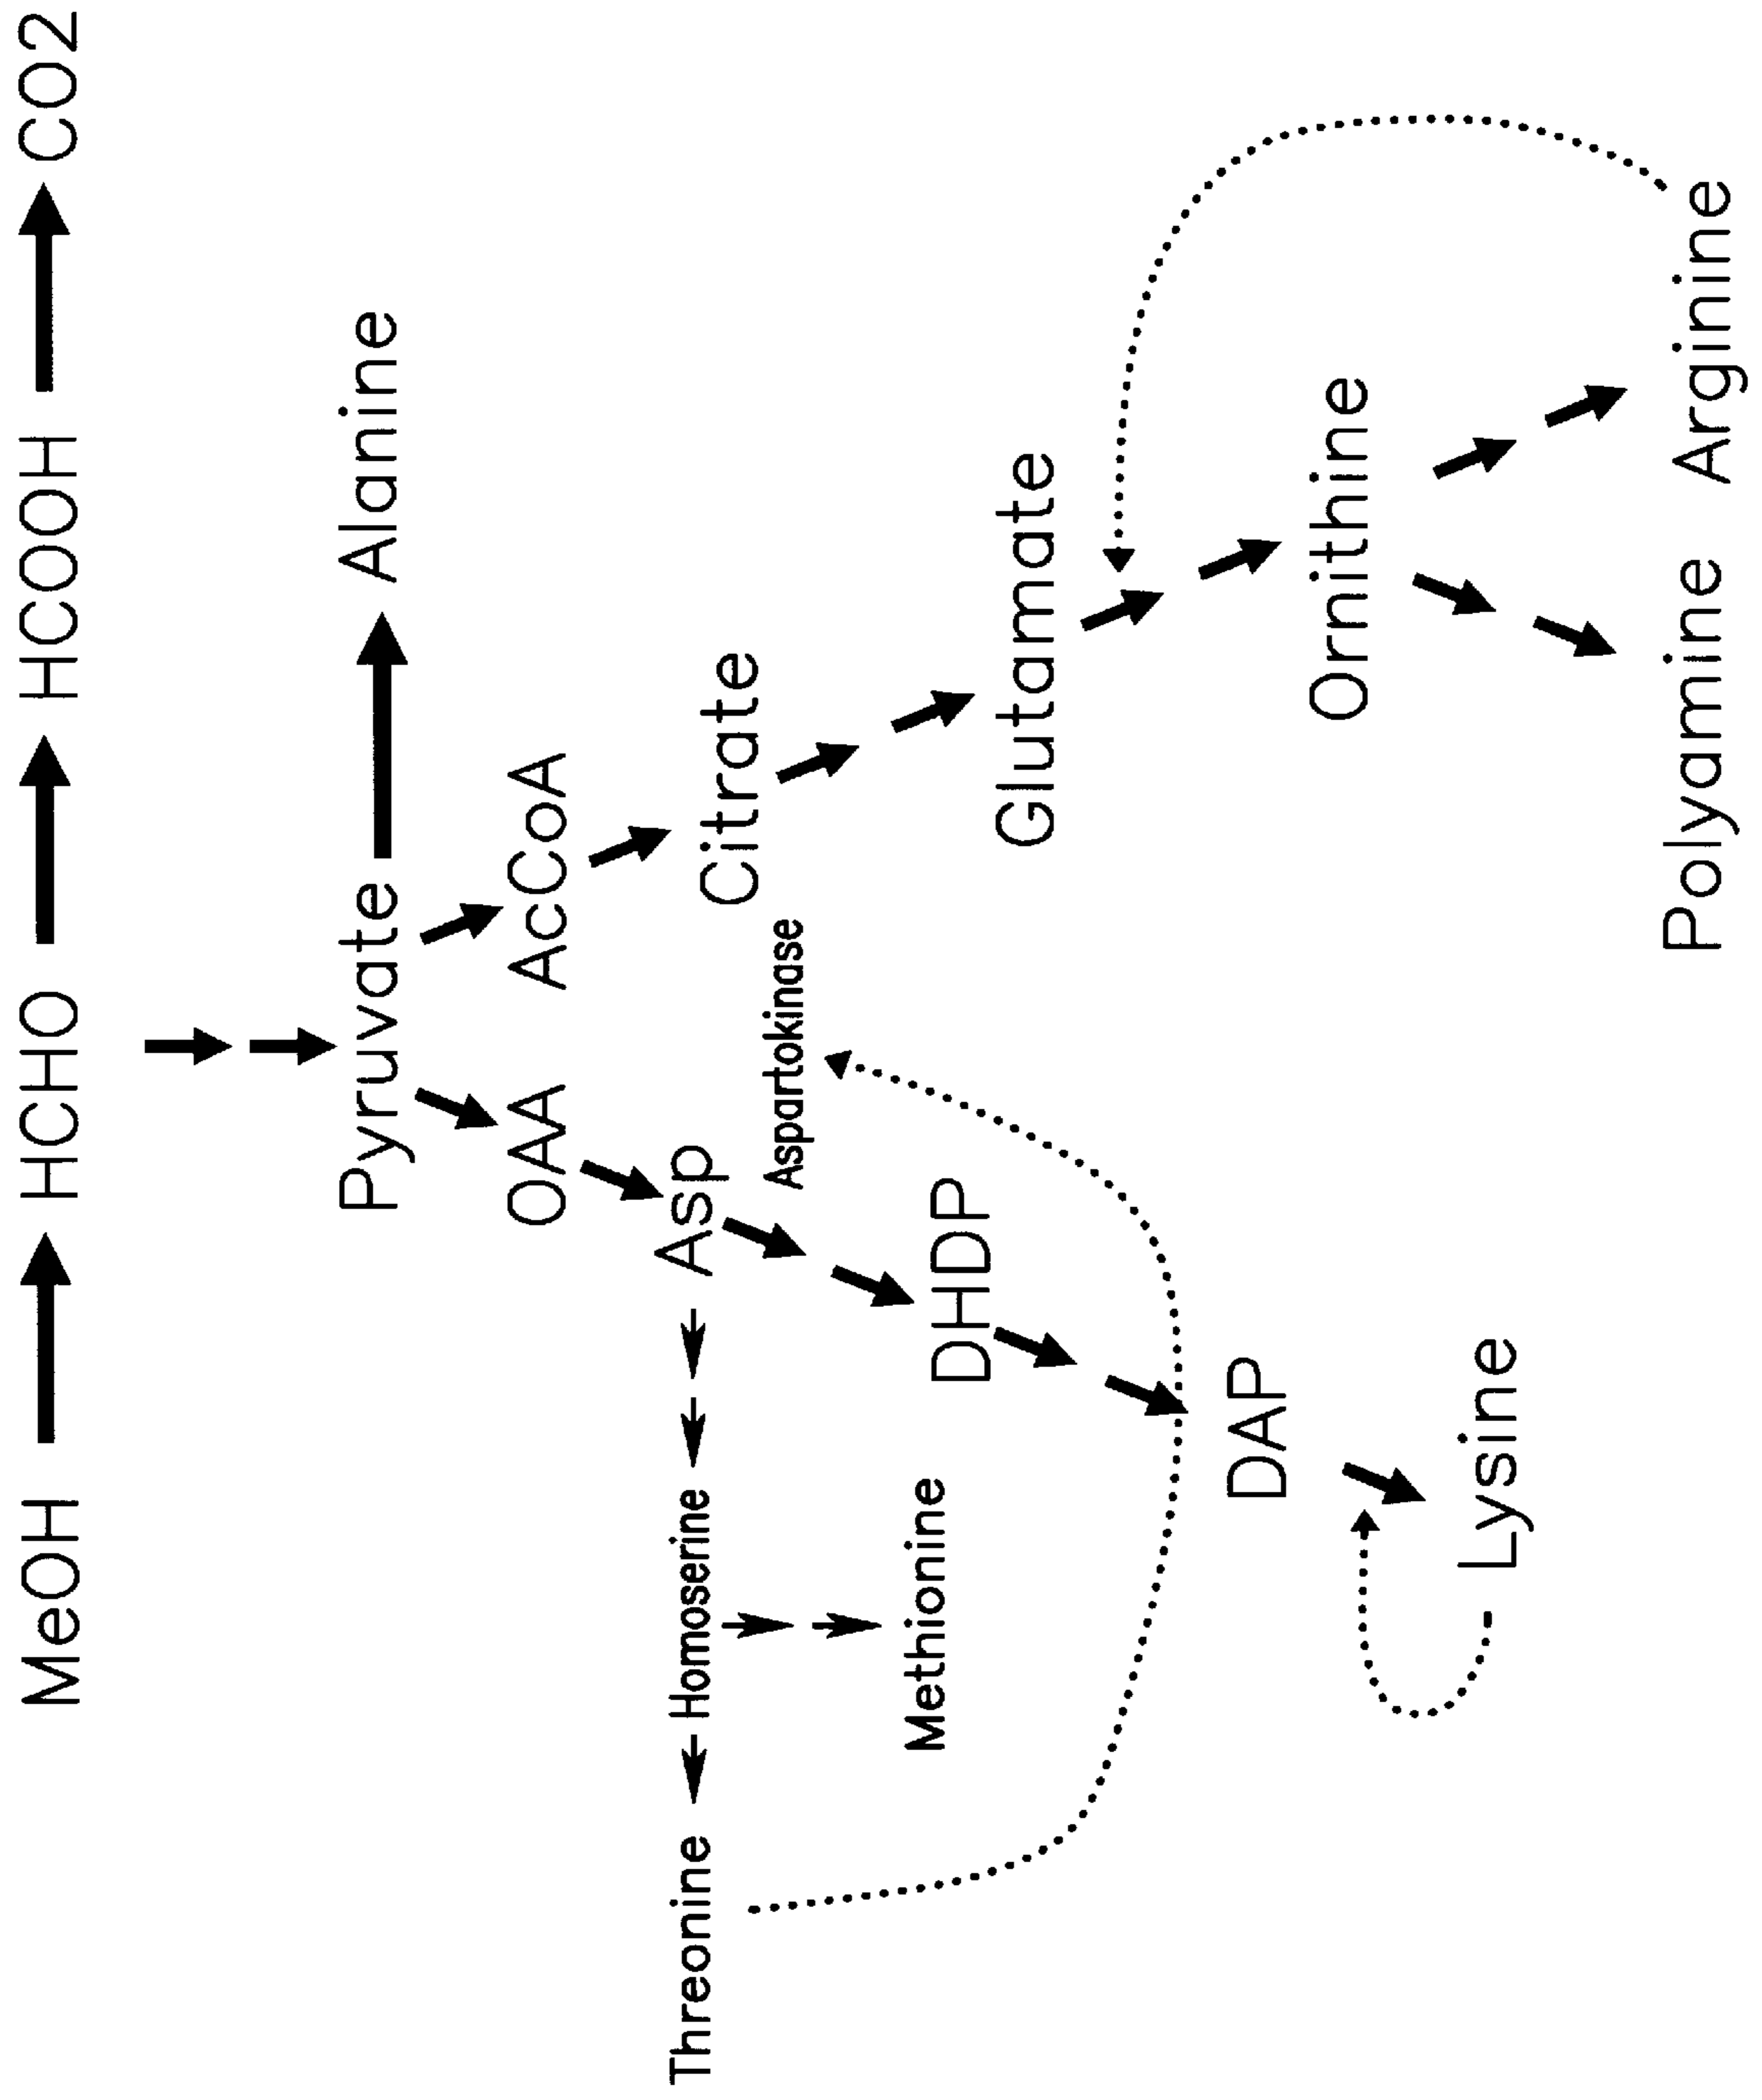 MeOH HCHO HCOOH CO2
Pyruvate Alanine
OAA AcCoA
Threonine Homoserine Asp Citrate
Aspartokinase
Methionine DHDP Glutamate
DAP Ornithine
Lysine
Polyamine Arginine